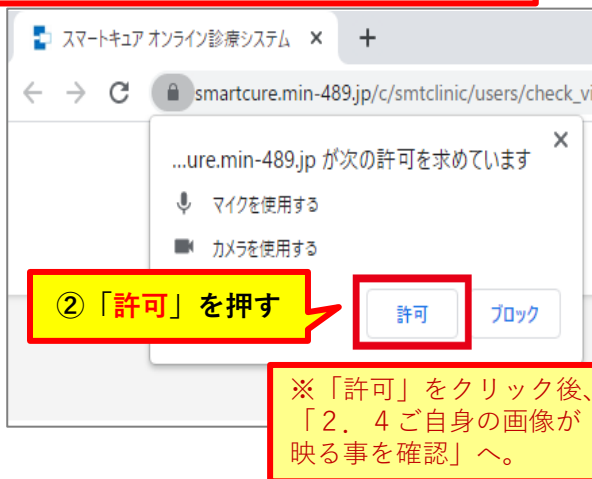 スマートキュア オンライン診療システム
smartcure.min-489.jp/c/smtclinic/users/check_vi
...ure.min-489.jp が次の許可を求めています
マイクを使用する
カメラを使用する
②「許可」を押す
許可 ブロック
※「許可」をクリック後、
「２．４ご自身の画像が
映る事を確認」へ。